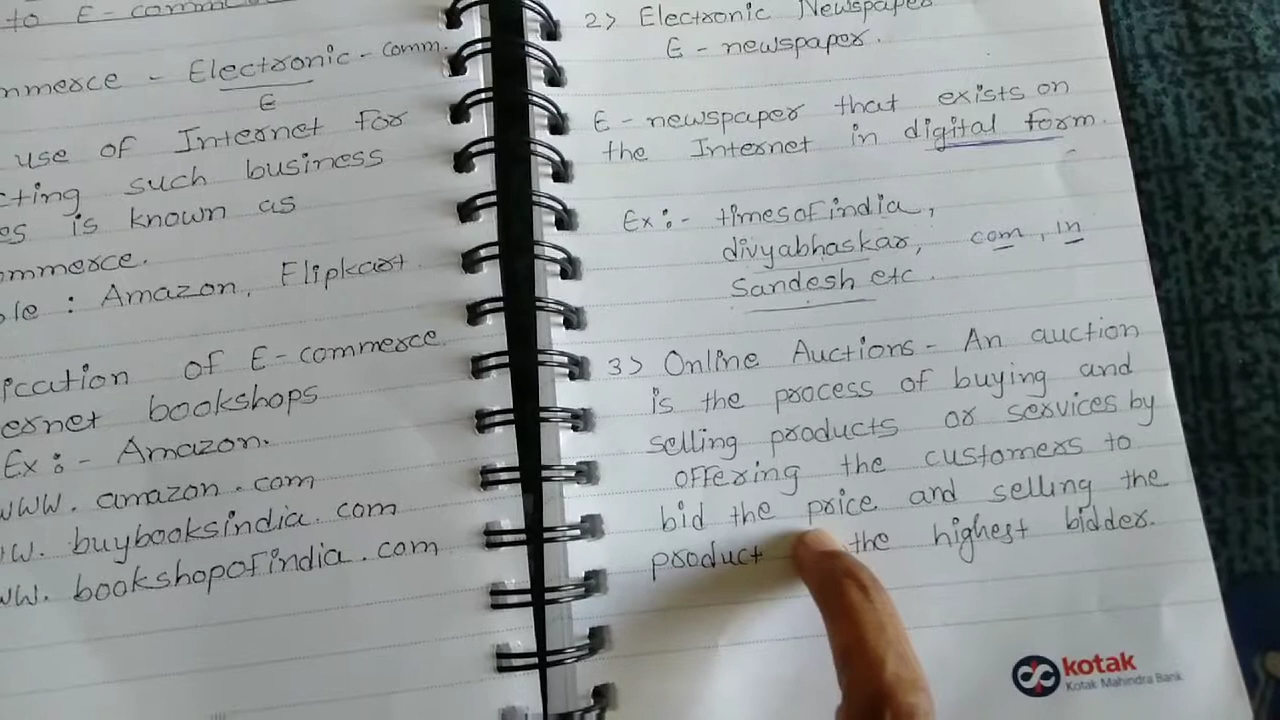 to E-comm
mmerce - Electronic-comm.
E
use of Internet for
cting such business
es is known as
ommerce.
ole : Amazon, Flipkart
ication of E-commerce
ernet bookshops
Ex :- Amazon.
WWW. amazon.com
W. buybooksindia.com
WW. bookshopofindia.com
2> Electronic Newspaper
E-newspaper.
E-newspaper that exists on
the Internet in digital form.
Ex :- timesofindia,
divyabhaskar, com, in
Sandesh etc.
3> Online Auctions - An auction
is the process of buying and
selling products or services by
offering the customers to
bid the price and selling the
product the highest bidder.
kotak
Kotak Mahindra Bank